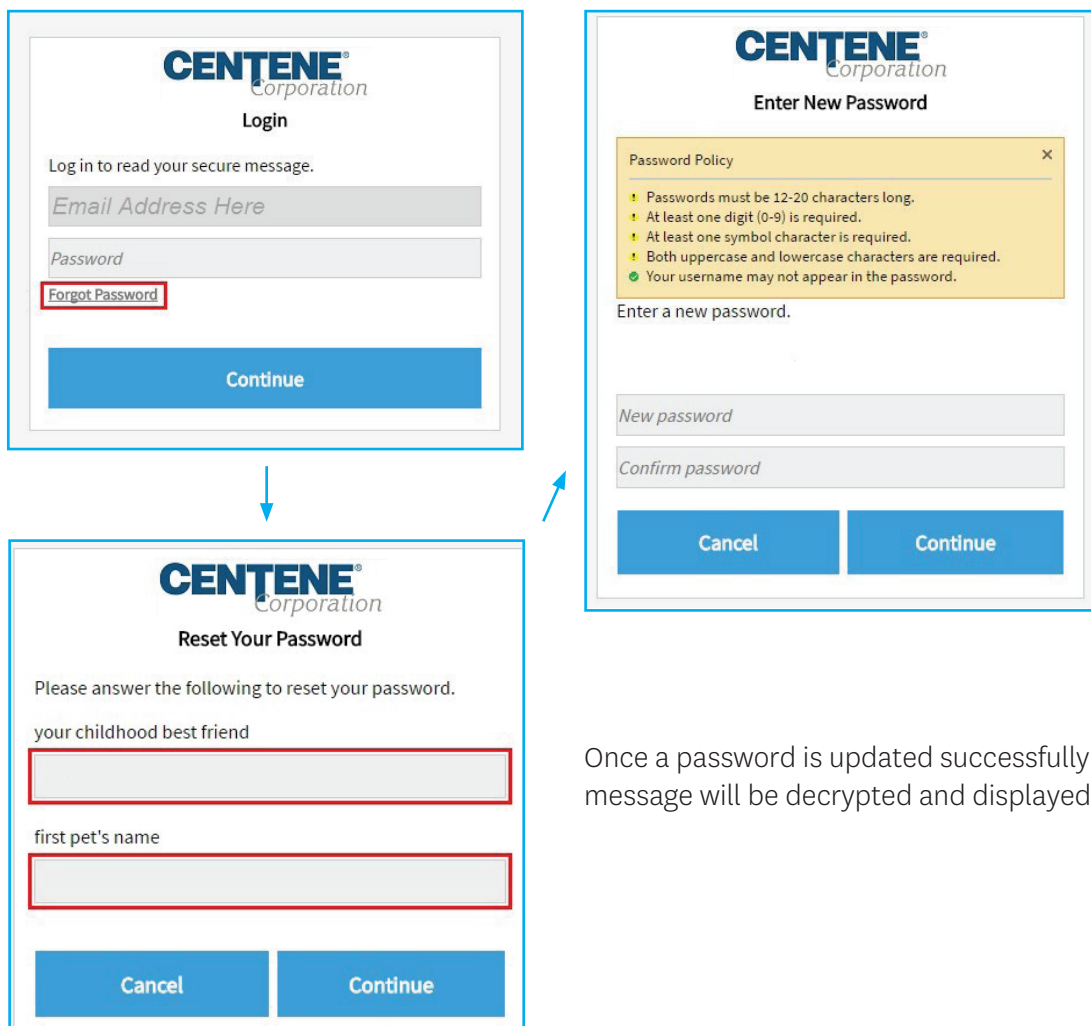 CENTENE®
Corporation
Login
Log in to read your secure message.
Email Address Here
Password
Forgot Password
Continue
CENTENE®
Corporation
Reset Your Password
Please answer the following to reset your password.
your childhood best friend
first pet's name
Cancel Continue
CENTENE®
Corporation
Enter New Password
Password Policy ×
Passwords must be 12-20 characters long.
At least one digit (0-9) is required.
At least one symbol character is required.
Both uppercase and lowercase characters are required.
Your username may not appear in the password.
Enter a new password.
New password
Confirm password
Cancel Continue
Once a password is updated successfully
message will be decrypted and displayed